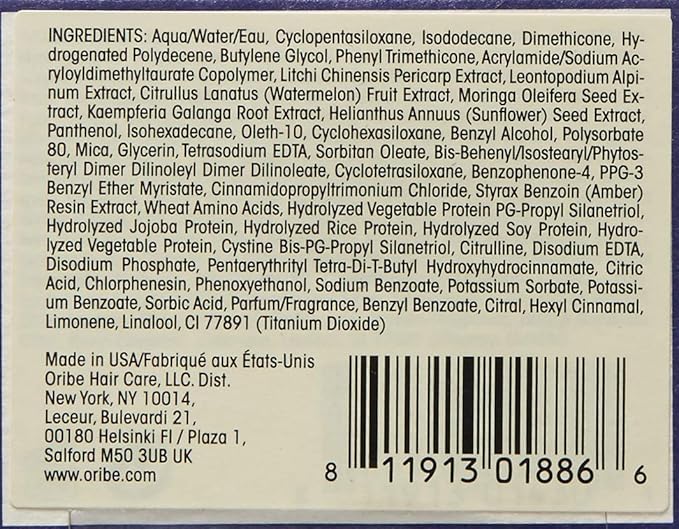 INGREDIENTS: Aqua/Water/Eau, Cyclopentasiloxane, Isododecane, Dimethicone, Hy-
drogenated Polydecene, Butylene Glycol, Phenyl Trimethicone, Acrylamide/Sodium Ac-
ryloyldimethyltaurate Copolymer, Litchi Chinensis Pericarp Extract, Leontopodium Alpi-
num Extract, Citrullus Lanatus (Watermelon) Fruit Extract, Moringa Oleifera Seed Ex-
tract, Kaempferia Galanga Root Extract, Helianthus Annuus (Sunflower) Seed Extract,
Panthenol, Isohexadecane, Oleth-10, Cyclohexasiloxane, Benzyl Alcohol, Polysorbate
80, Mica, Glycerin, Tetrasodium EDTA, Sorbitan Oleate, Bis-Behenyl/Isostearyl/Phytos-
teryl Dimer Dilinoleyl Dimer Dilinoleate, Cyclotetrasiloxane, Benzophenone-4, PPG-3
Benzyl Ether Myristate, Cinnamidopropyltrimonium Chloride, Styrax Benzoin (Amber)
Resin Extract, Wheat Amino Acids, Hydrolyzed Vegetable Protein PG-Propyl Silanetriol,
Hydrolyzed Jojoba Protein, Hydrolyzed Rice Protein, Hydrolyzed Soy Protein, Hydro-
lyzed Vegetable Protein, Cystine Bis-PG-Propyl Silanetriol, Citrulline, Disodium EDTA,
Disodium Phosphate, Pentaerythrityl Tetra-Di-T-Butyl Hydroxyhydrocinnamate, Citric
Acid, Chlorphenesin, Phenoxyethanol, Sodium Benzoate, Potassium Sorbate, Potassi-
um Benzoate, Sorbic Acid, Parfum/Fragrance, Benzyl Benzoate, Citral, Hexyl Cinnamal,
Limonene, Linalool, CI 77891 (Titanium Dioxide)
Made in USA/Fabriqué aux États-Unis
Oribe Hair Care, LLC. Dist.
New York, NY 10014,
Leceur, Bulevardi 21,
00180 Helsinki FI / Plaza 1,
Salford M50 3UB UK
www.oribe.com
8 11913 01886 6